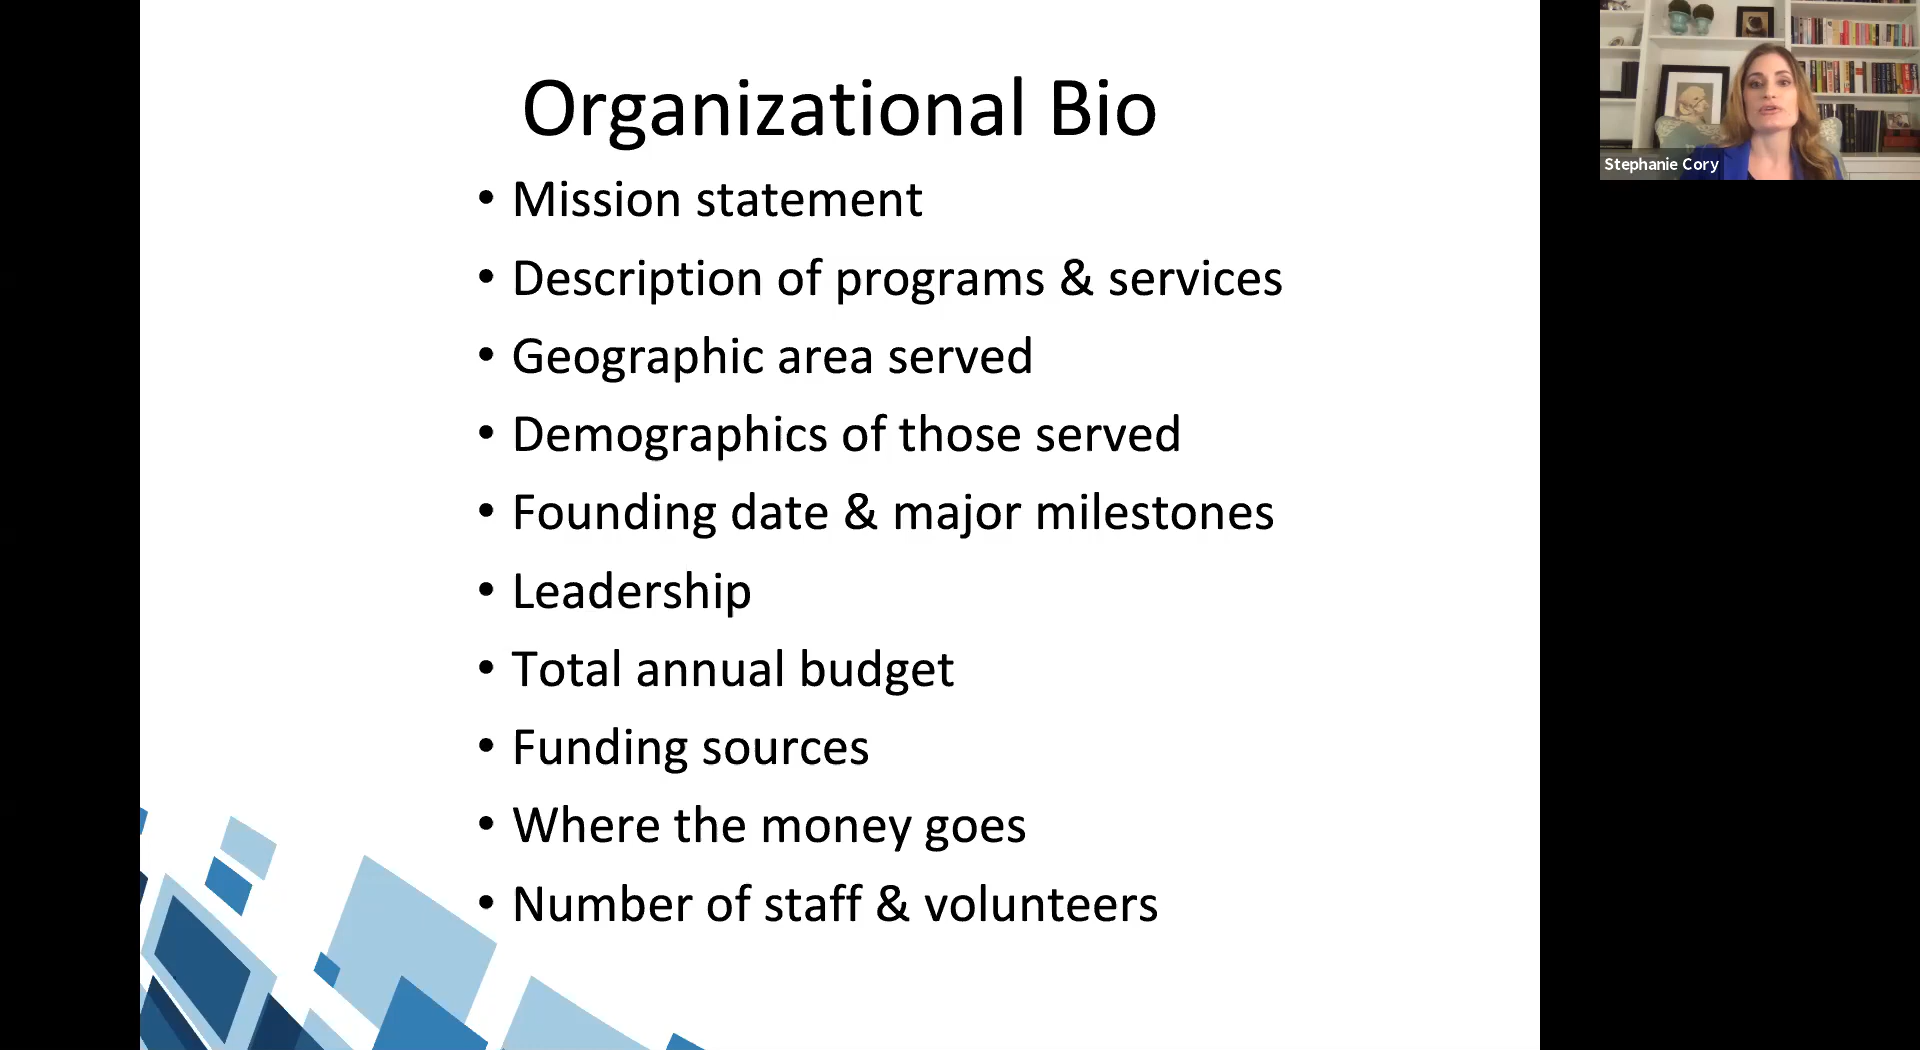 Organizational Bio
• Mission statement
• Description of programs & services
• Geographic area served
• Demographics of those served
• Founding date & major milestones
• Leadership
• Total annual budget
• Funding sources
• Where the money goes
• Number of staff & volunteers
Stephanie Cory